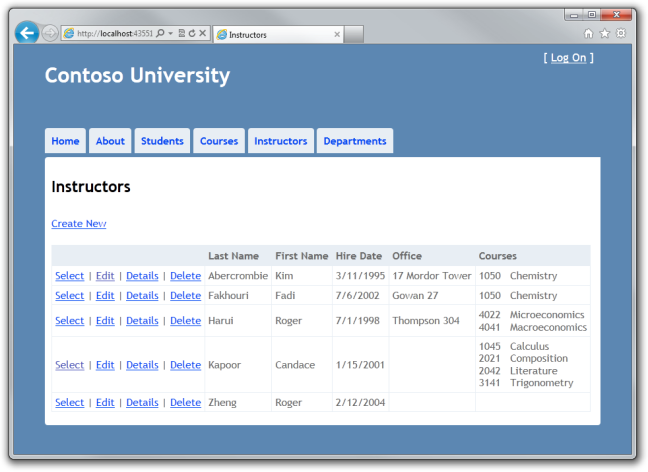 http://localhost:43551
Instructors
[ Log On ]
Contoso University
Home About Students Courses Instructors Departments
Instructors
Create New
Last Name First Name Hire Date Office Courses
Select | Edit | Details | Delete Abercrombie Kim 3/11/1995 17 Mordor Tower 1050 Chemistry
Select | Edit | Details | Delete Fakhouri Fadi 7/6/2002 Gowan 27 1050 Chemistry
Select | Edit | Details | Delete Harui Roger 7/1/1998 Thompson 304 4022 Microeconomics
4041 Macroeconomics
1045 Calculus
2021 Composition
Select | Edit | Details | Delete Kapoor Candace 1/15/2001 2042 Literature
3141 Trigonometry
Select | Edit | Details | Delete Zheng Roger 2/12/2004